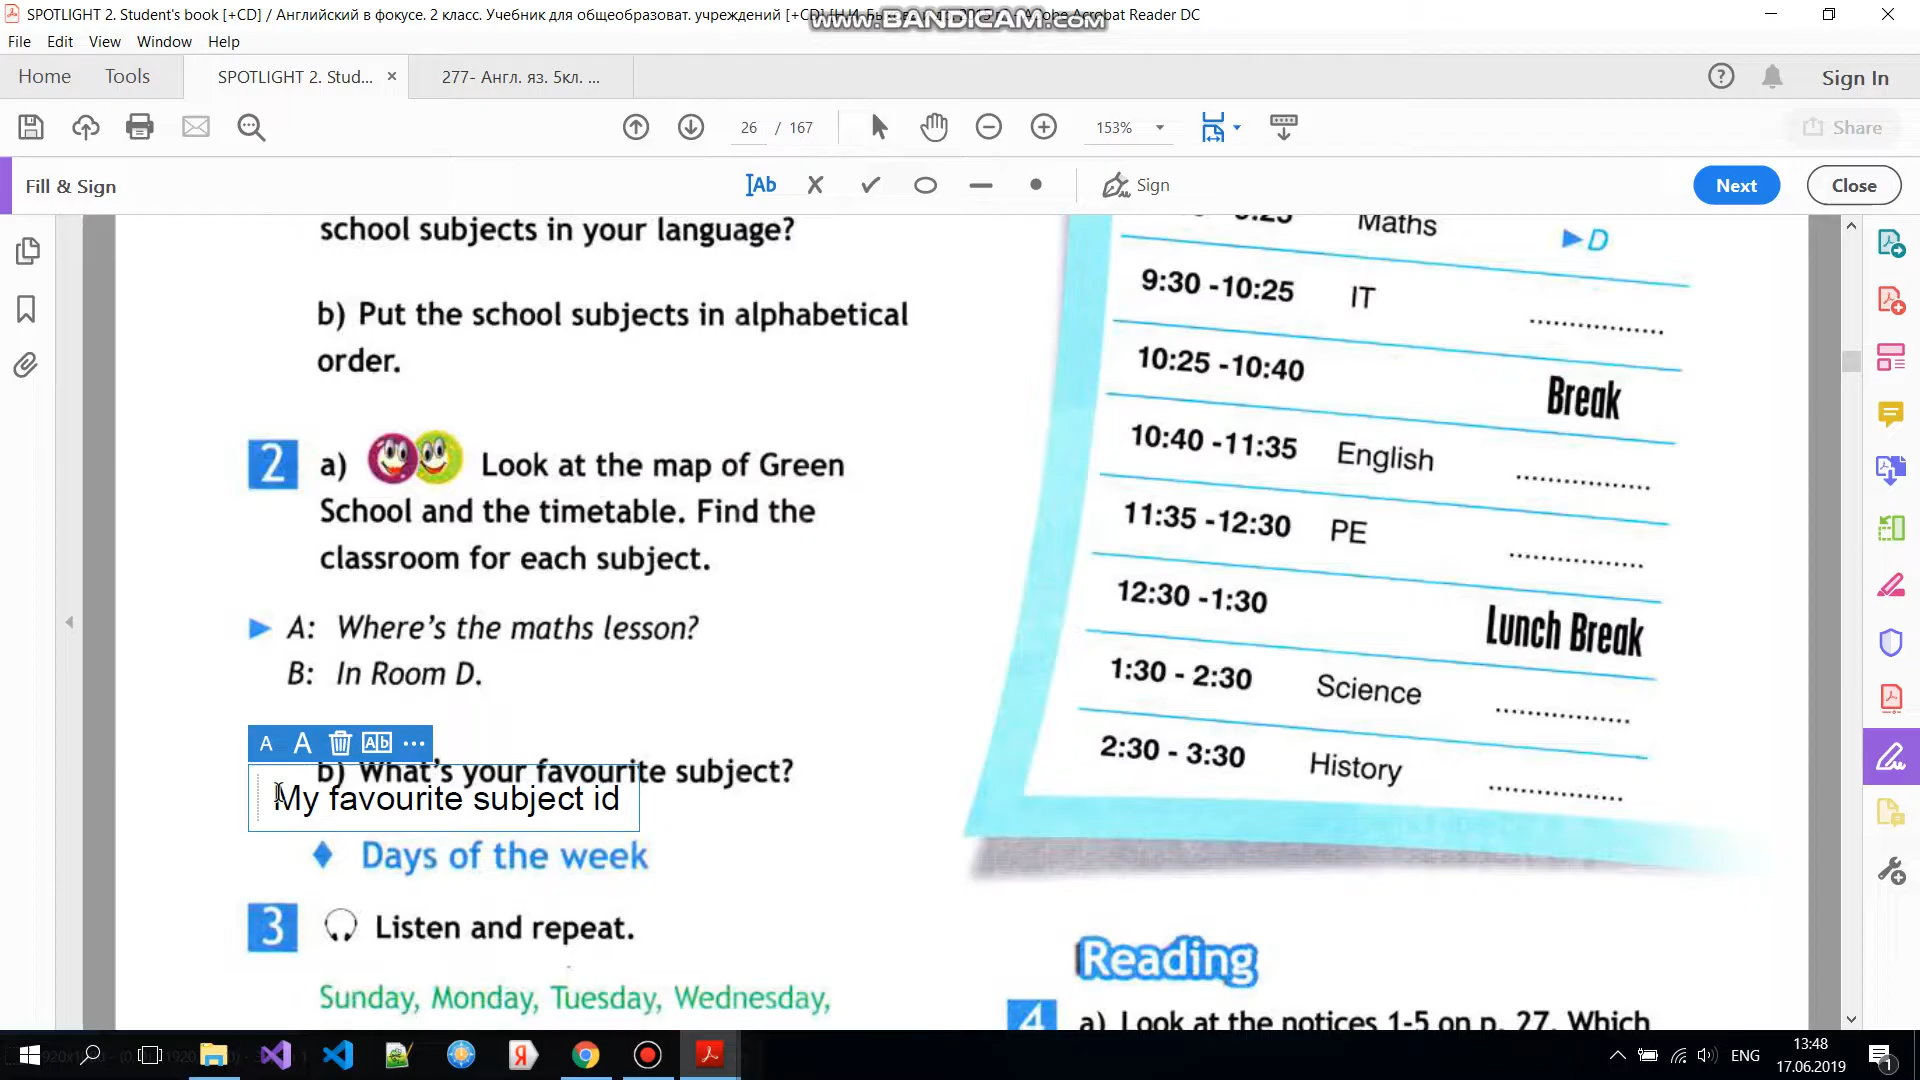 SPOTLIGHT 2. Student's book [+CD] / Английский в фокусе. 2 класс. Учебник для общеобразоват. учреждений [+CD]
Adobe Acrobat Reader DC
www.BANDICAM.com
File Edit View Window Help
Home Tools SPOTLIGHT 2. Stud... × 277- Англ. яз. 5кл. ... Sign In
26 / 167 153% Share
Fill & Sign Ab Sign Next Close
school subjects in your language?
b) Put the school subjects in alphabetical
order.
2 a) Look at the map of Green
School and the timetable. Find the
classroom for each subject.
A: Where's the maths lesson?
B: In Room D.
A A Ab ...
b) What's your favourite subject?
My favourite subject id
Days of the week
3 Listen and repeat.
Sunday, Monday, Tuesday, Wednesday,
Maths D
9:30 -10:25 IT ..............
10:25 -10:40 Break
10:40 -11:35 English ..............
11:35 -12:30 PE ..............
12:30 -1:30 Lunch Break
1:30 - 2:30 Science ..............
2:30 - 3:30 History ..............
Reading
4 a) Look at the notices 1-5 on p. 27. Which
ENG
13:48
17.06.2019
1